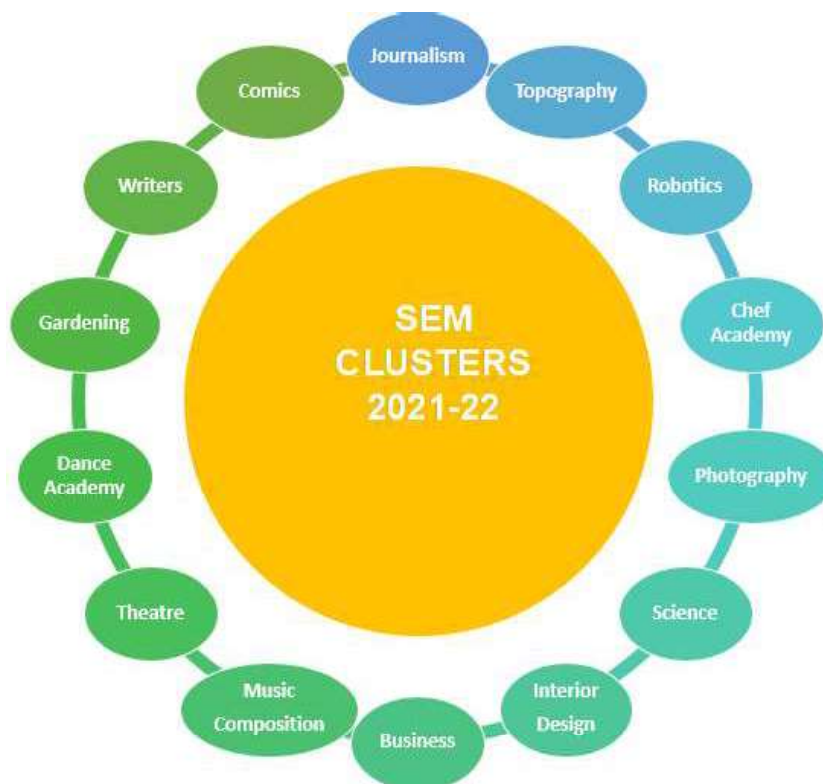 Journalism
Topography
Robotics
Chef
Academy
Photography
Science
Interior
Design
Business
Music
Composition
Theatre
Dance
Academy
Gardening
Writers
Comics
SEM
CLUSTERS
2021-22